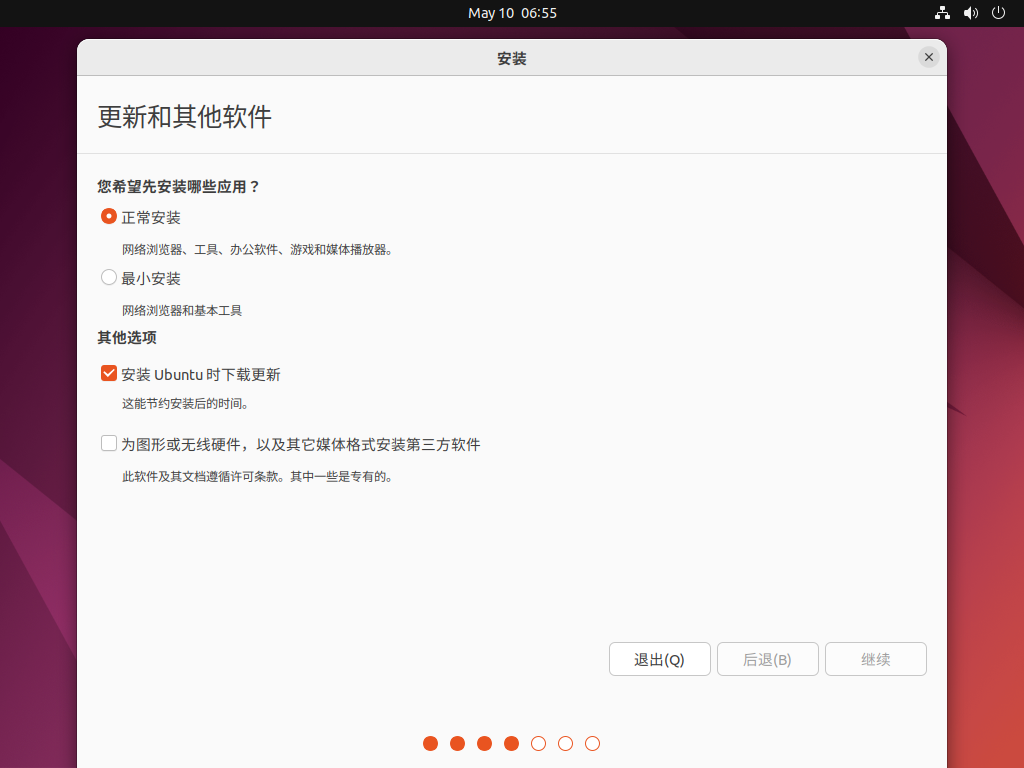 May 10 06:55
安装
更新和其他软件
您希望先安装哪些应用？
正常安装
网络浏览器、工具、办公软件、游戏和媒体播放器。
最小安装
网络浏览器和基本工具
其他选项
安装 Ubuntu 时下载更新
这能节约安装后的时间。
为图形或无线硬件，以及其它媒体格式安装第三方软件
此软件及其文档遵循许可条款。其中一些是专有的。
退出(Q) 后退(B) 继续